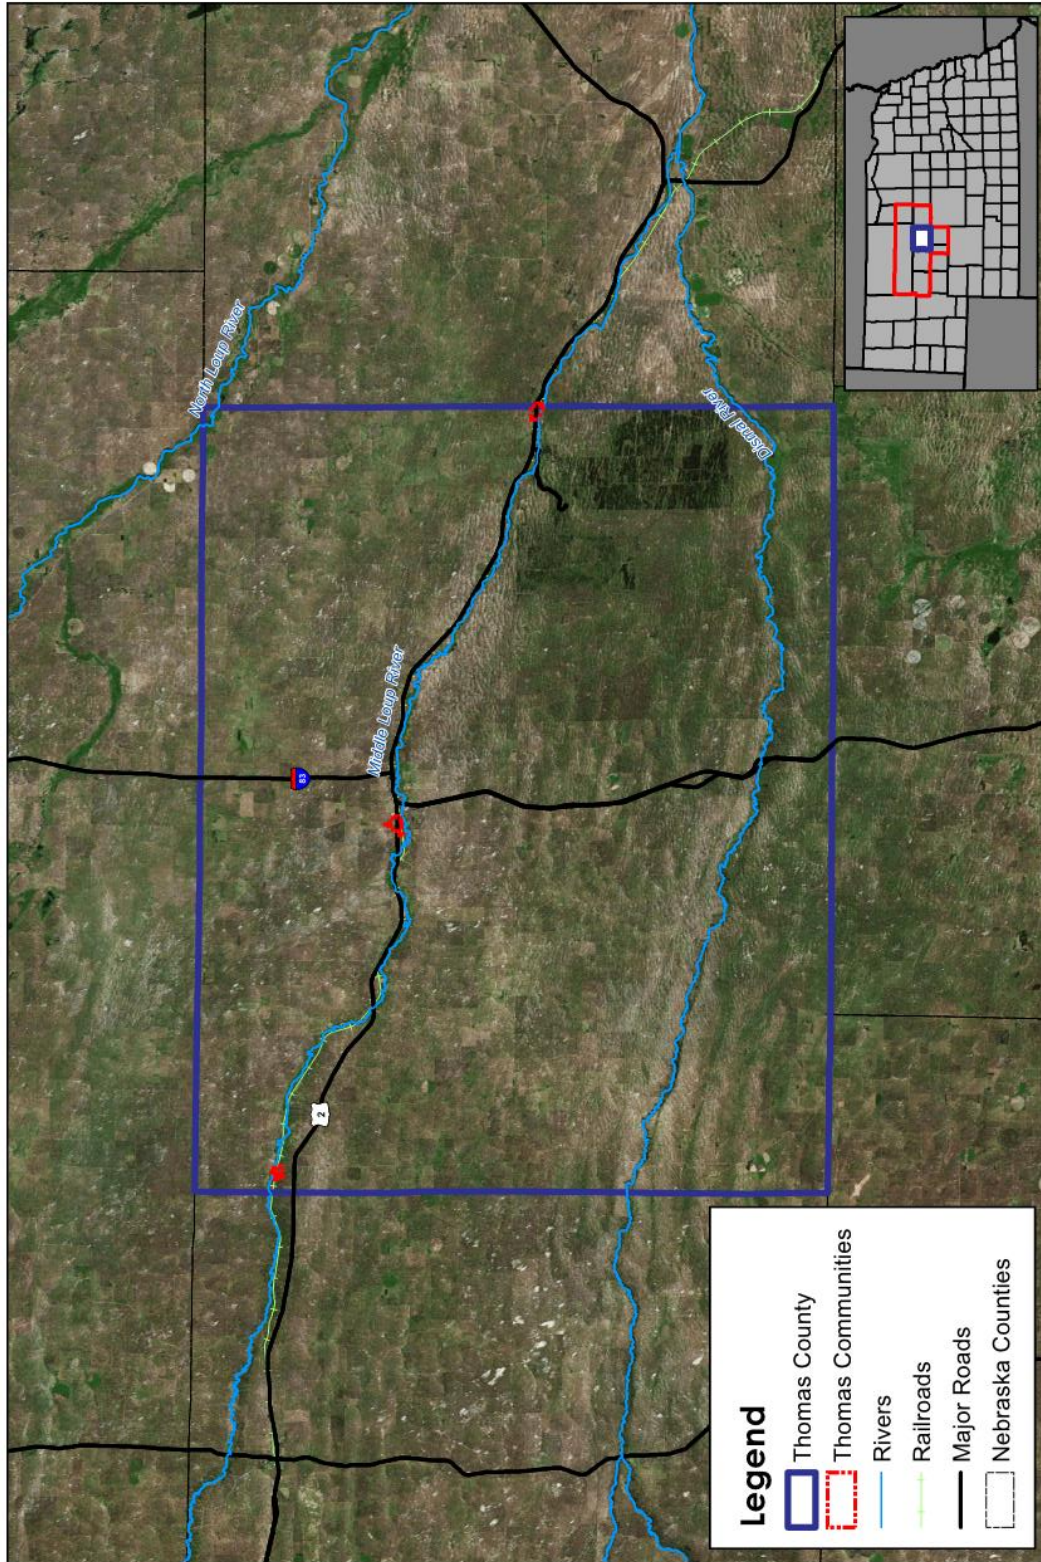 North Loup River
Middle Loup River
Dismal River
83
2
Legend
Thomas County
Thomas Communities
Rivers
Railroads
Major Roads
Nebraska Counties